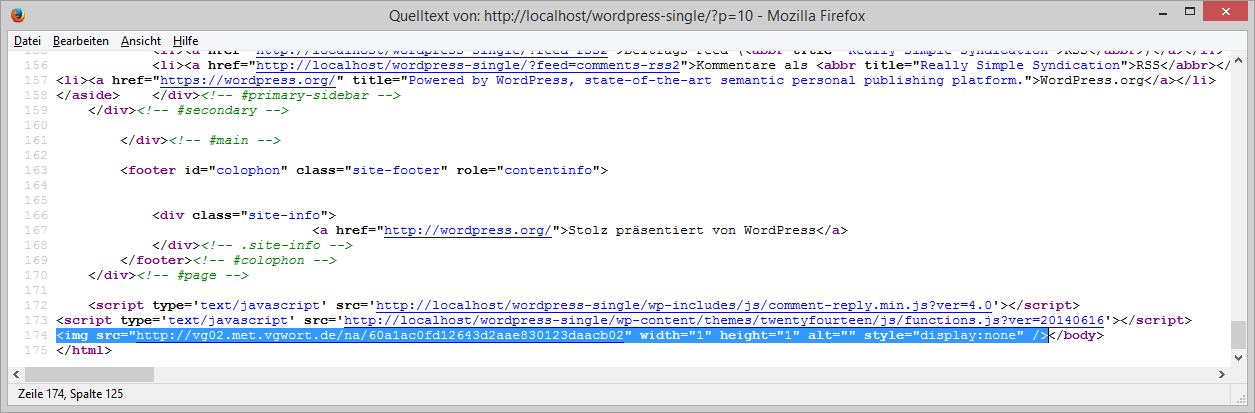 Quelltext von: http://localhost/wordpress-single/?p=10 - Mozilla Firefox
Datei Bearbeiten Ansicht Hilfe
155 <li><a href="http://localhost/wordpress-single/?feed=rss2">Beitrags-Feed (<abbr title="Really Simple Syndication">RSS</abbr>)</a></li>
156 <li><a href="http://localhost/wordpress-single/?feed=comments-rss2">Kommentare als <abbr title="Really Simple Syndication">RSS</abbr></
157 <li><a href="https://wordpress.org/" title="Powered by WordPress, state-of-the-art semantic personal publishing platform.">WordPress.org</a></li>
158 </aside> </div><!-- #primary-sidebar -->
159 </div><!-- #secondary -->
160
161 </div><!-- #main -->
162
163 <footer id="colophon" class="site-footer" role="contentinfo">
164
165
166 <div class="site-info">
167 <a href="http://wordpress.org/">Stolz präsentiert von WordPress</a>
168 </div><!-- .site-info -->
169 </footer><!-- #colophon -->
170 </div><!-- #page -->
171
172 <script type='text/javascript' src='http://localhost/wordpress-single/wp-includes/js/comment-reply.min.js?ver=4.0'></script>
173 <script type='text/javascript' src='http://localhost/wordpress-single/wp-content/themes/twentyfourteen/js/functions.js?ver=20140616'></script>
174 <img src="http://vg02.met.vgwort.de/na/60a1ac0fd12643d2aae830123daacb02" width="1" height="1" alt="" style="display:none" /></body>
175 </html>
Zeile 174, Spalte 125